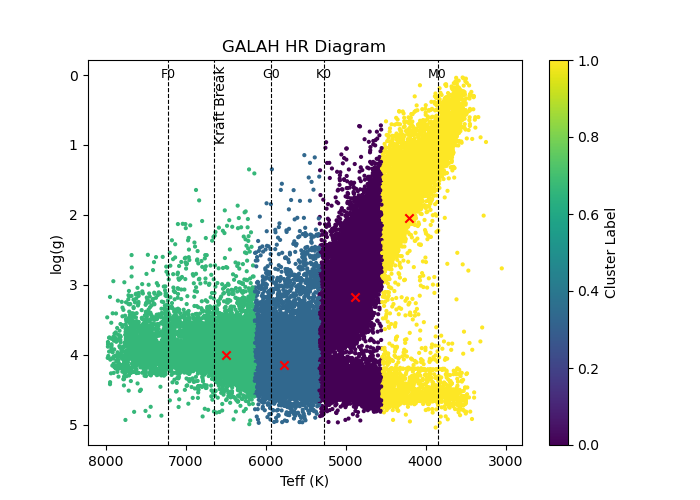 GALAH HR Diagram
F0
Kraft Break
G0
K0
M0
0
1
2
3
4
5
log(g)
8000
7000
6000
5000
4000
3000
Teff (K)
1.0
0.8
0.6
0.4
0.2
0.0
Cluster Label